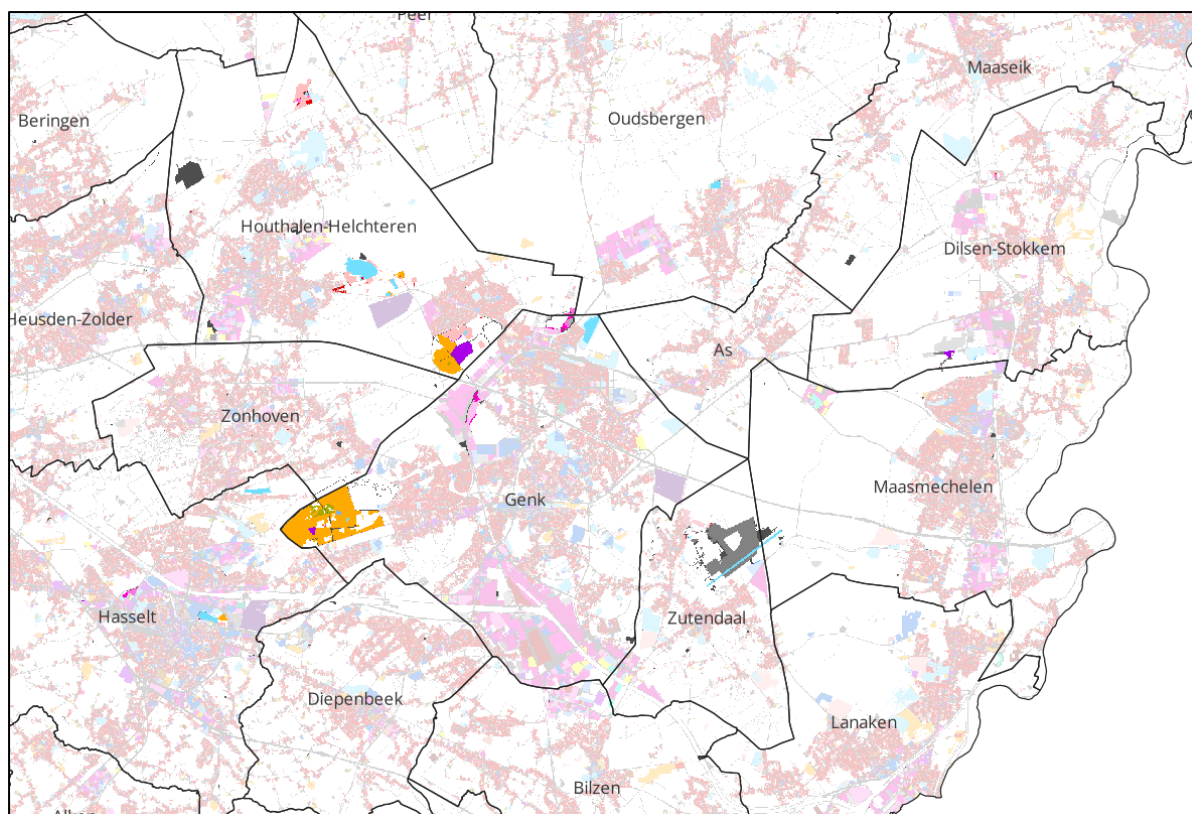 Peer
Maaseik
Beringen
Oudsbergen
Houthalen-Helchteren
Dilsen-Stokkem
Heusden-Zolder
As
Zonhoven
Maasmechelen
Genk
Hasselt
Zutendaal
Diepenbeek
Lanaken
Bilzen